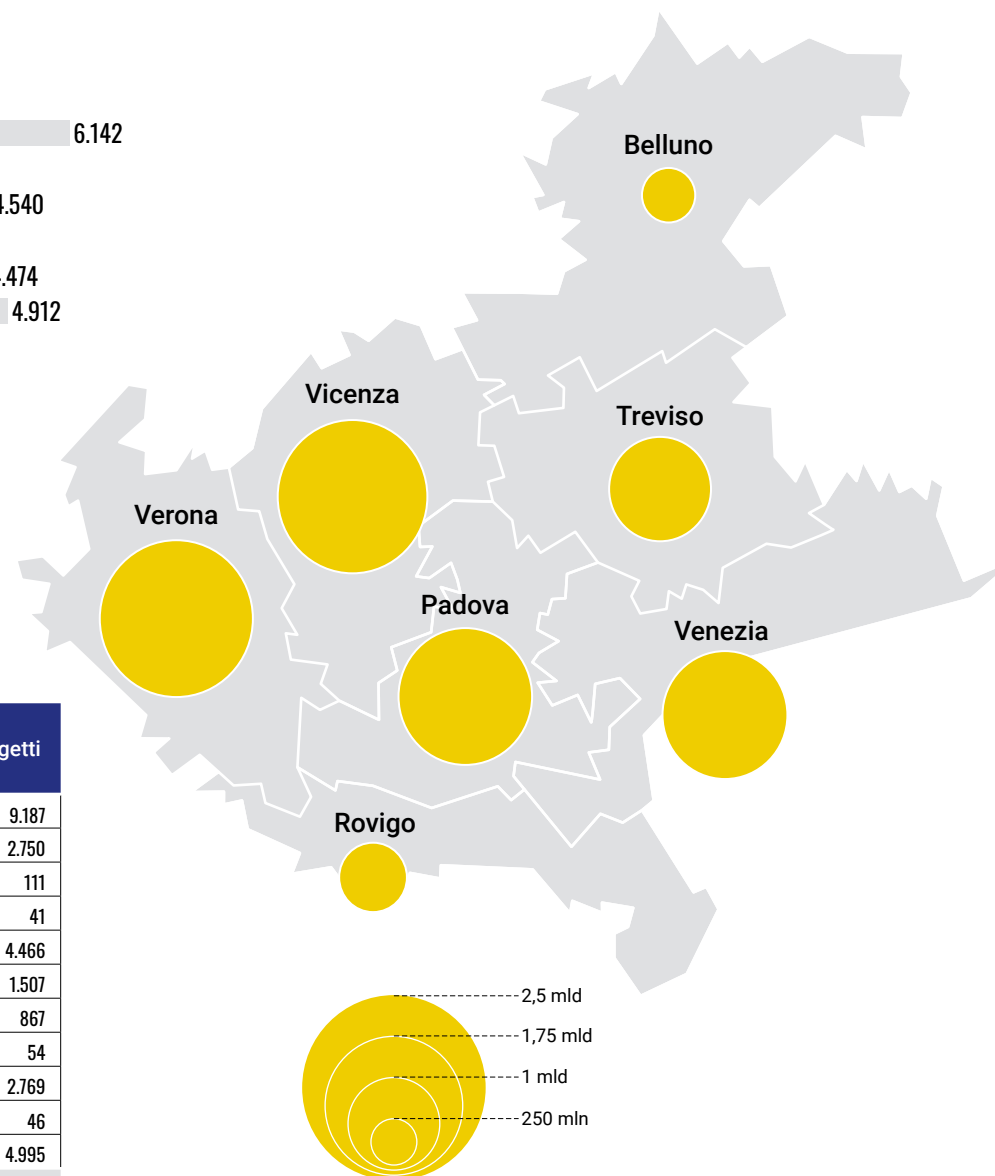 6.142
4.540
.474
4.912
Belluno
Vicenza
Treviso
Verona
Padova
Venezia
Rovigo
getti
9.187
2.750
111
41
4.466
1.507
867
54
2.769
46
4.995
2,5 mld
1,75 mld
1 mld
250 mln